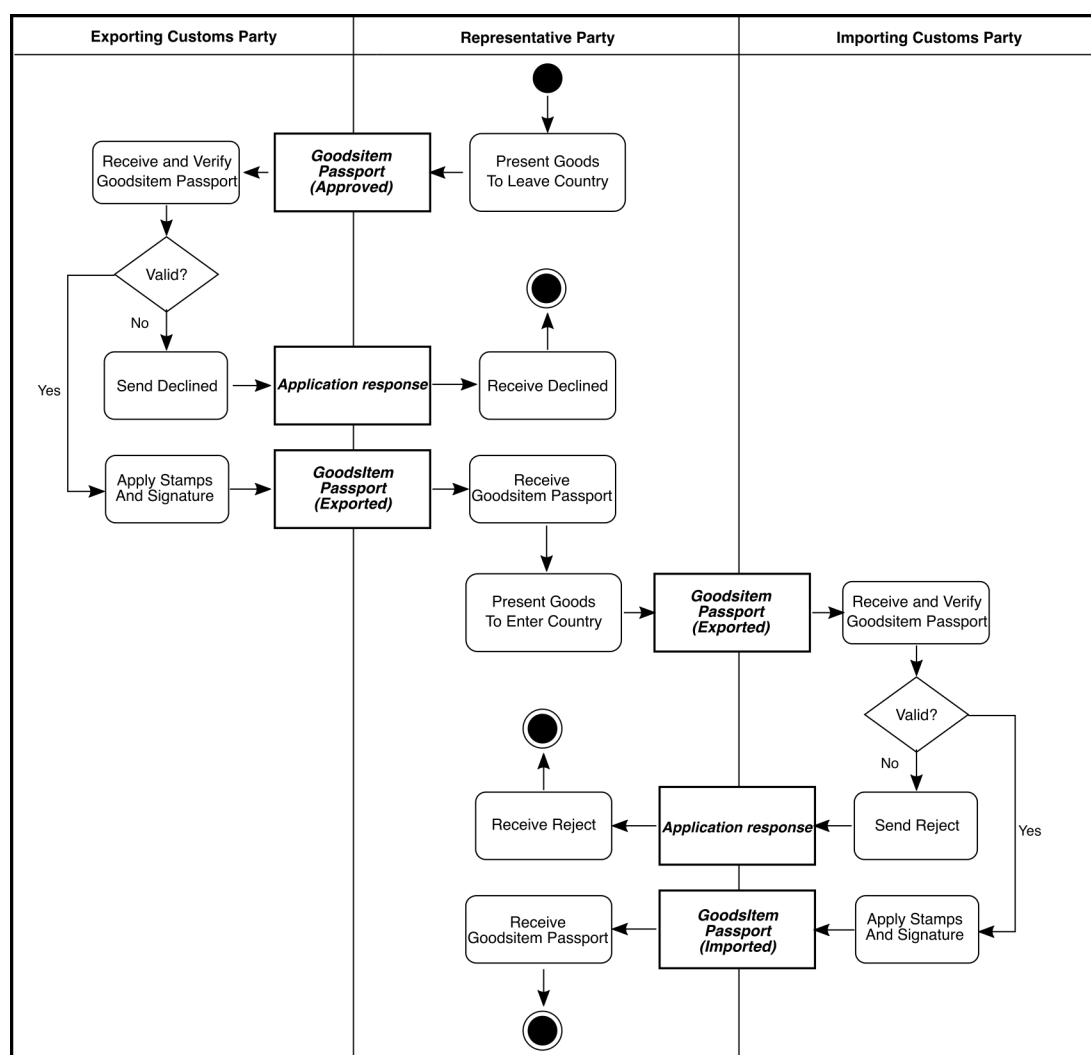 Exporting Customs Party
Representative Party
Importing Customs Party
Receive and Verify
Goodsitem Passport
Goodsitem
Passport
(Approved)
Present Goods
To Leave Country
Valid?
No
Yes
Send Declined
Application response
Receive Declined
Apply Stamps
And Signature
GoodsItem
Passport
(Exported)
Receive
Goodsitem Passport
Present Goods
To Enter Country
Goodsitem
Passport
(Exported)
Receive and Verify
Goodsitem Passport
Valid?
No
Yes
Receive Reject
Application response
Send Reject
Receive
Goodsitem Passport
GoodsItem
Passport
(Imported)
Apply Stamps
And Signature